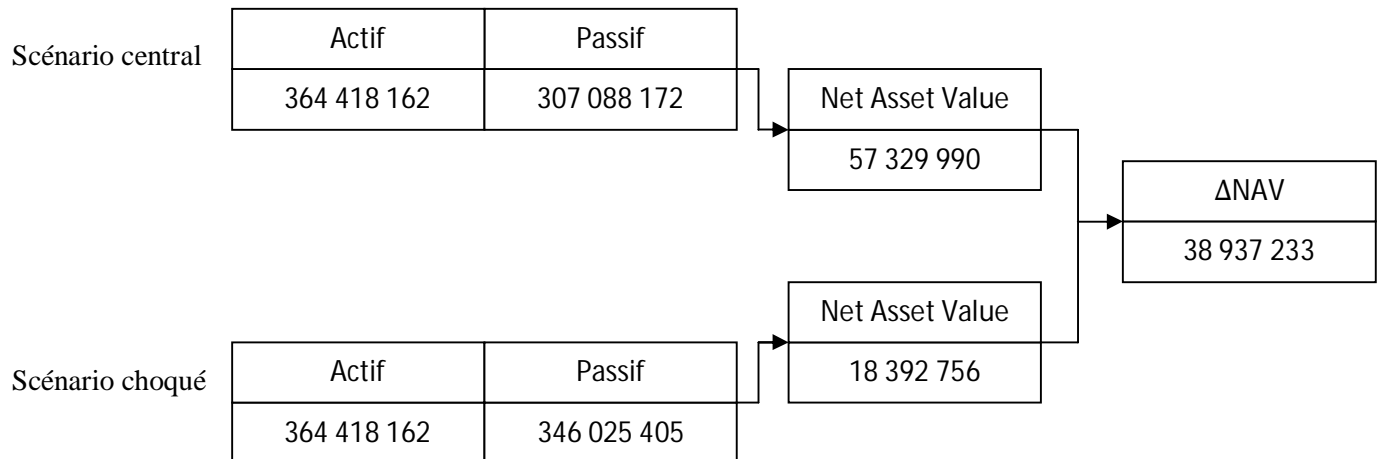 Scénario central
Actif Passif
364 418 162 307 088 172
Net Asset Value
57 329 990
ΔNAV
38 937 233
Net Asset Value
18 392 756
Scénario choqué
Actif Passif
364 418 162 346 025 405